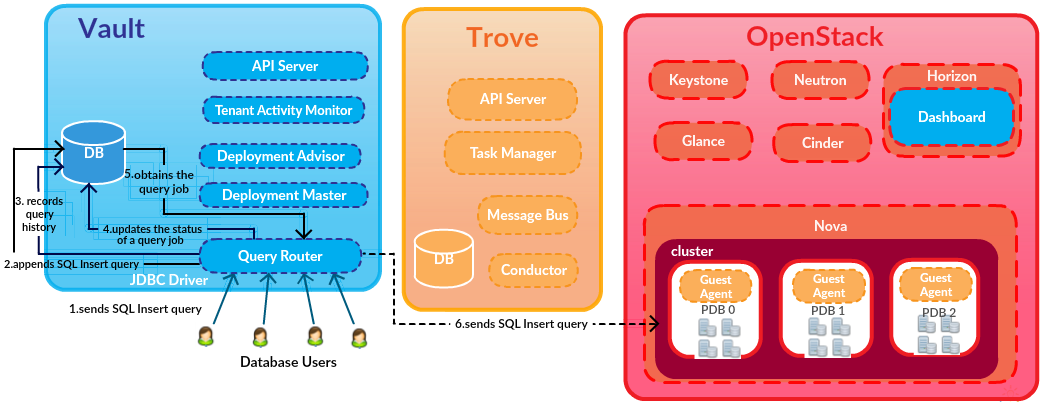 Vault
API Server
Tenant Activity Monitor
DB
Deployment Advisor
5.obtains the
query job
Deployment Master
3. records
query
history
4.updates the status
of a query job
Query Router
2.appends SQL Insert query
JDBC Driver
1.sends SQL Insert query
Database Users
Trove
API Server
Task Manager
Message Bus
DB
Conductor
6.sends SQL Insert query
OpenStack
Keystone
Neutron
Horizon
Dashboard
Glance
Cinder
Nova
cluster
Guest
Agent
PDB 0
Guest
Agent
PDB 1
Guest
Agent
PDB 2